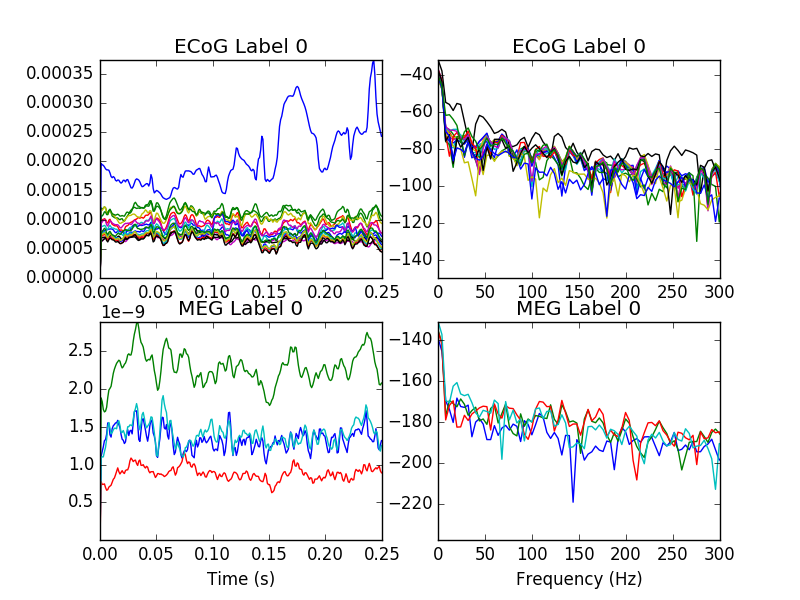 ECoG Label 0
0.00035
0.00030
0.00025
0.00020
0.00015
0.00010
0.00005
0.00000
0.00 0.05 0.10 0.15 0.20 0.25
ECoG Label 0
−40
−60
−80
−100
−120
−140
0 50 100 150 200 250 300
MEG Label 0
1e−9
2.5
2.0
1.5
1.0
0.5
0.00 0.05 0.10 0.15 0.20 0.25
Time (s)
MEG Label 0
−140
−160
−180
−200
−220
0 50 100 150 200 250 300
Frequency (Hz)